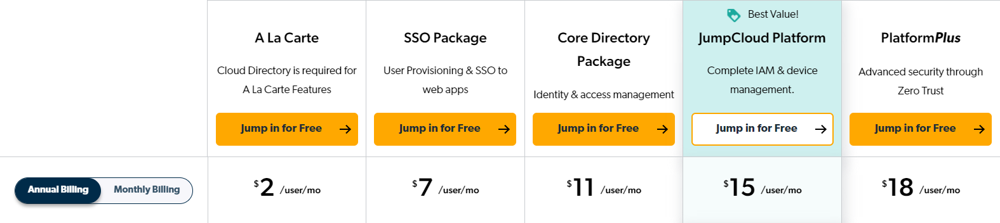 A La Carte
Cloud Directory is required for
A La Carte Features
Jump in for Free
SSO Package
User Provisioning & SSO to
web apps
Jump in for Free
Core Directory
Package
Identity & access management
Jump in for Free
Best Value!
JumpCloud Platform
Complete IAM & device
management.
Jump in for Free
PlatformPlus
Advanced security through
Zero Trust
Jump in for Free
Annual Billing Monthly Billing
$2 /user/mo
$7 /user/mo
$11 /user/mo
$15 /user/mo
$18 /user/mo